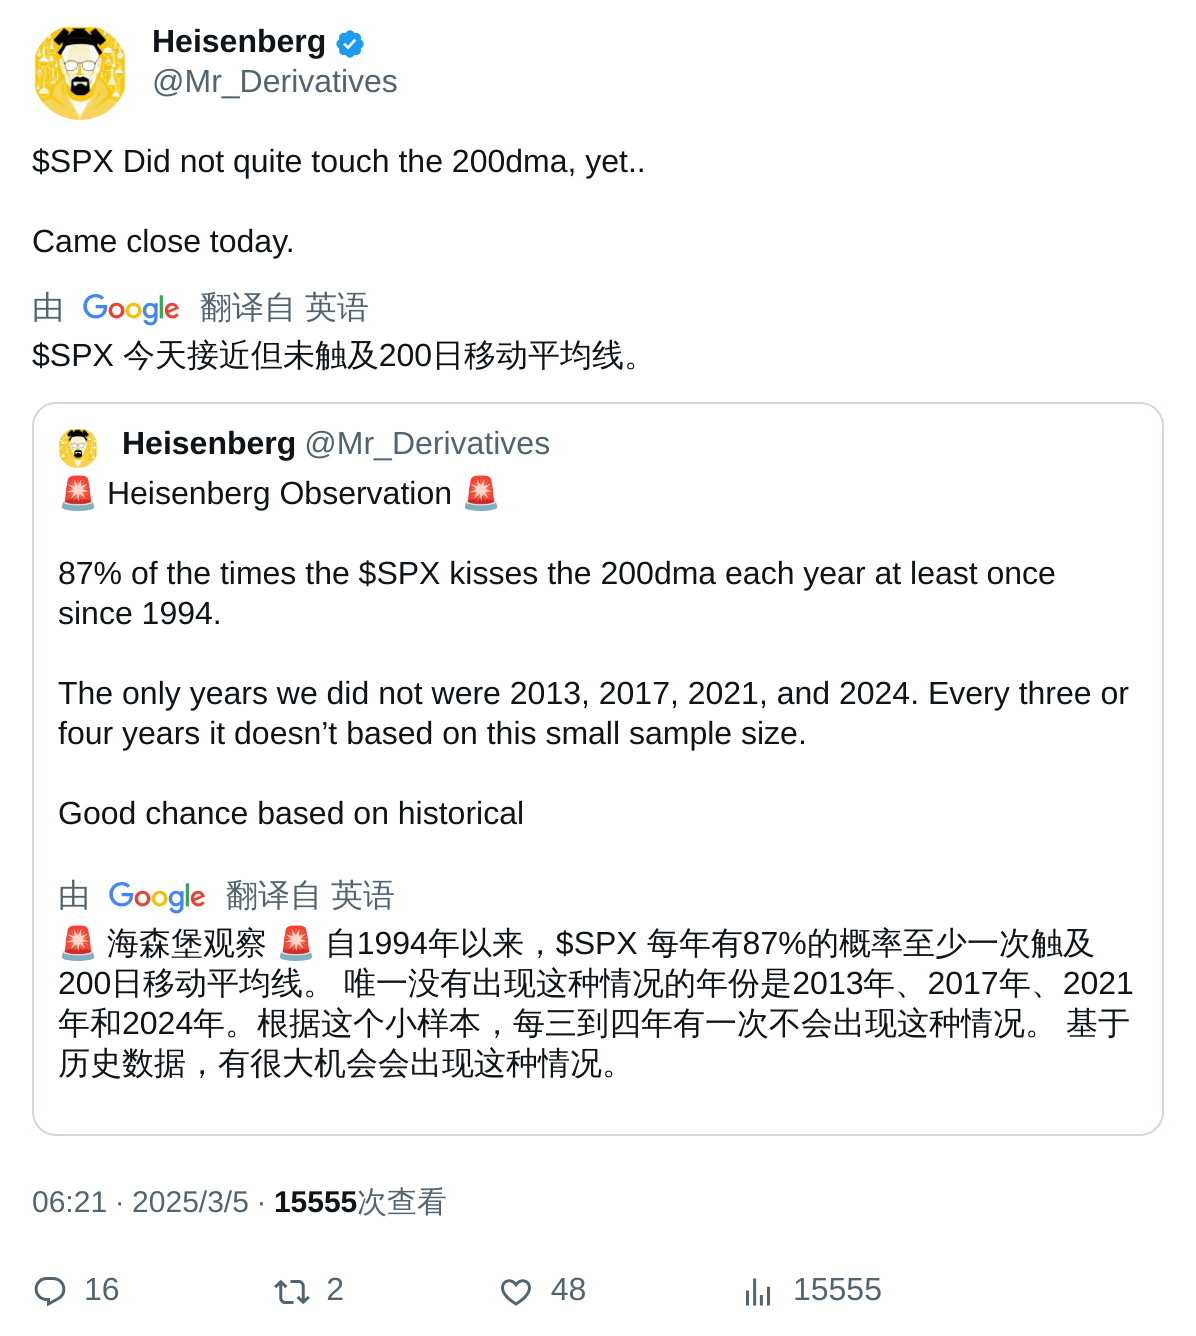 Heisenberg
@Mr_Derivatives
$SPX Did not quite touch the 200dma, yet..
Came close today.
由 Google 翻译自 英语
$SPX 今天接近但未触及200日移动平均线。
Heisenberg @Mr_Derivatives
🚨 Heisenberg Observation 🚨
87% of the times the $SPX kisses the 200dma each year at least once
since 1994.
The only years we did not were 2013, 2017, 2021, and 2024. Every three or
four years it doesn’t based on this small sample size.
Good chance based on historical
由 Google 翻译自 英语
🚨 海森堡观察 🚨 自1994年以来，$SPX 每年有87%的概率至少一次触及
200日移动平均线。 唯一没有出现这种情况的年份是2013年、2017年、2021
年和2024年。根据这个小样本，每三到四年有一次不会出现这种情况。 基于
历史数据，有很大机会会出现这种情况。
06:21 · 2025/3/5 · 15555次查看
16 2 48 15555